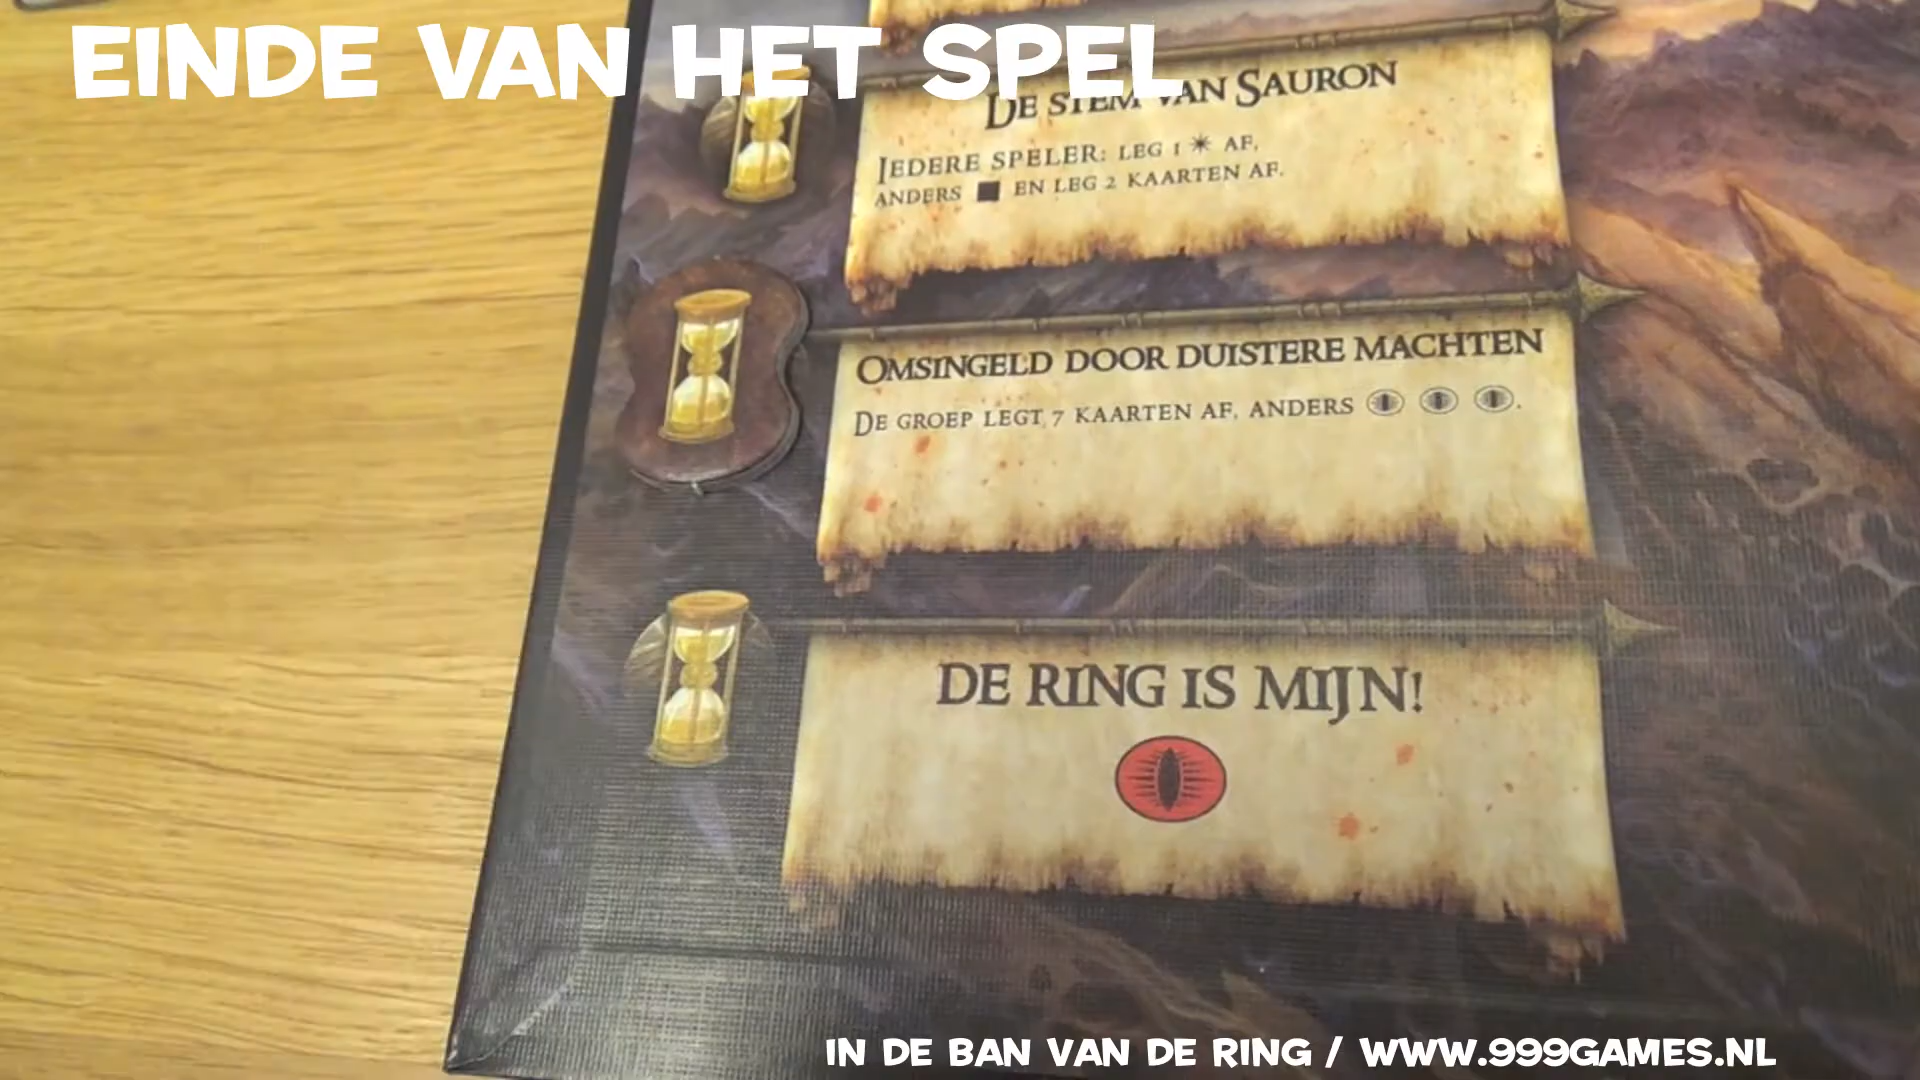 EINDE VAN HET SPEL
DE STEM VAN SAURON
IEDERE SPELER: LEG 1 ✴ AF,
ANDERS ■ EN LEG 2 KAARTEN AF.
OMSINGELD DOOR DUISTERE MACHTEN
DE GROEP LEGT 7 KAARTEN AF, ANDERS .
DE RING IS MIJN!
IN DE BAN VAN DE RING / WWW.999GAMES.NL